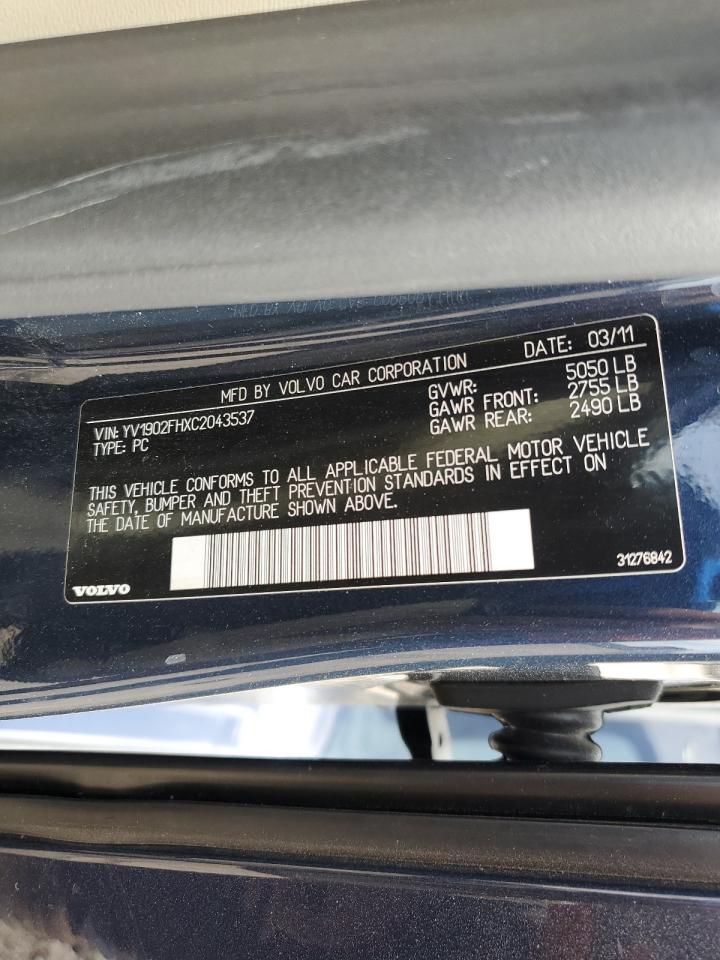 MFD BY VOLVO CAR CORPORATION DATE: 03/11
VIN: YV1902FHXC2043537
TYPE: PC
GVWR: 5050 LB
GAWR FRONT: 2755 LB
GAWR REAR: 2490 LB
THIS VEHICLE CONFORMS TO ALL APPLICABLE FEDERAL MOTOR VEHICLE
SAFETY, BUMPER AND THEFT PREVENTION STANDARDS IN EFFECT ON
THE DATE OF MANUFACTURE SHOWN ABOVE.
VOLVO
31276842